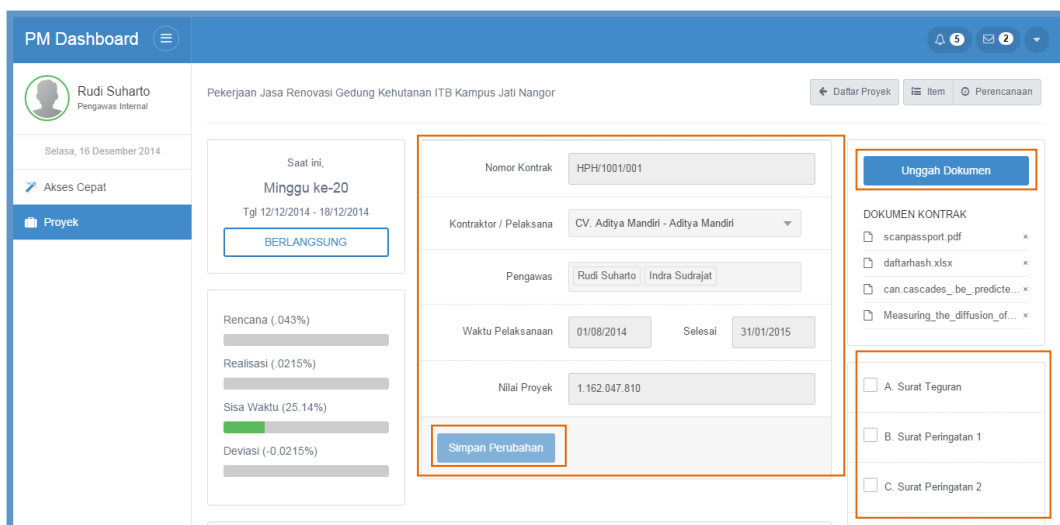 PM Dashboard
5
2
Rudi Suharto
Pengawas Internal
Selasa, 16 Desember 2014
Akses Cepat
Proyek
Pekerjaan Jasa Renovasi Gedung Kehutanan ITB Kampus Jati Nangor
Daftar Proyek
Item
Perencanaan
Saat ini,
Minggu ke-20
Tgl 12/12/2014 - 18/12/2014
BERLANGSUNG
Rencana (.043%)
Realisasi (.0215%)
Sisa Waktu (25.14%)
Deviasi (-0.0215%)
Nomor Kontrak HPH/1001/001
Kontraktor / Pelaksana CV. Aditya Mandiri - Aditya Mandiri
Pengawas Rudi Suharto Indra Sudrajat
Waktu Pelaksanaan 01/08/2014 Selesai 31/01/2015
Nilai Proyek 1.162.047.810
Simpan Perubahan
Unggah Dokumen
DOKUMEN KONTRAK
scanpassport.pdf ×
daftarhash.xlsx ×
can.cascades_.be_.predicte... ×
Measuring_the_diffusion_of... ×
A. Surat Teguran
B. Surat Peringatan 1
C. Surat Peringatan 2